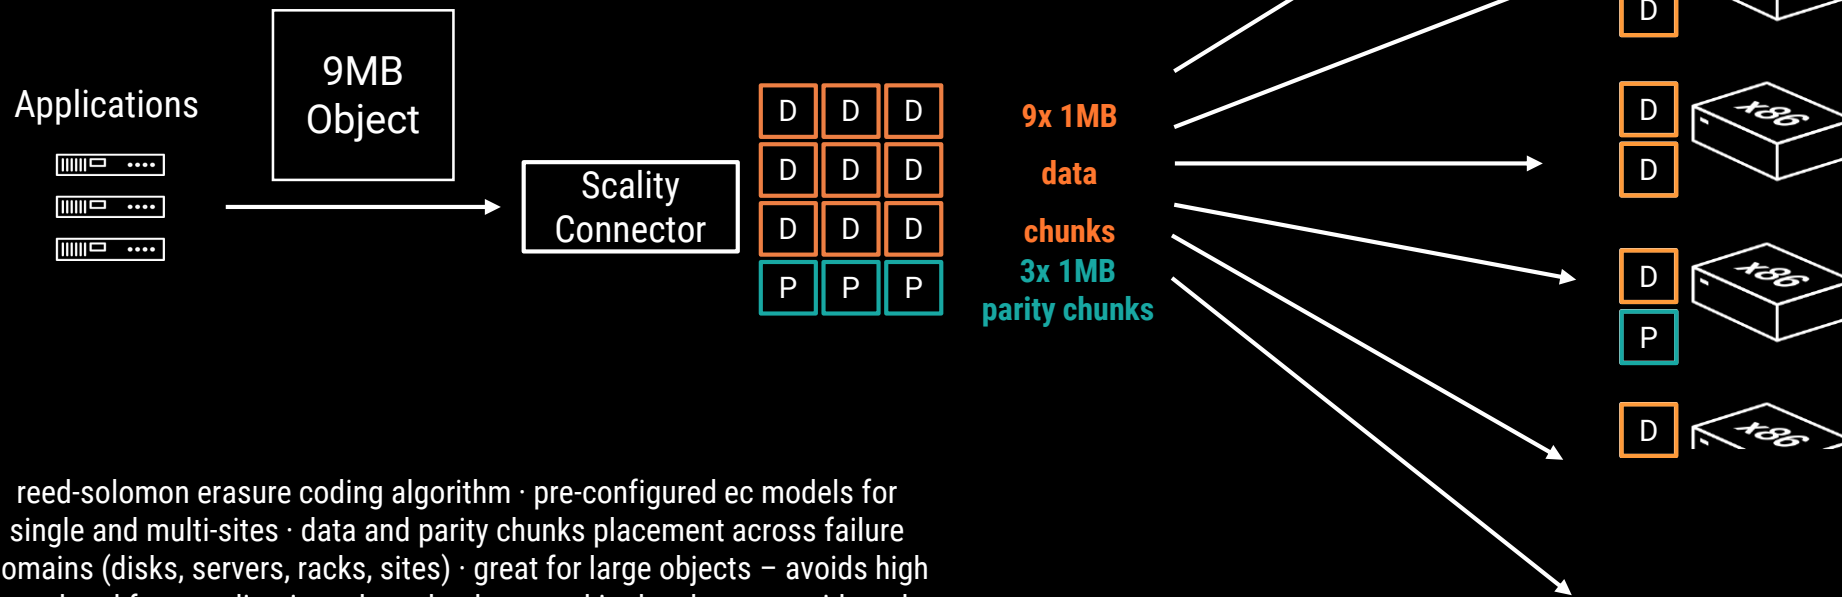 Applications
9MB
Object
Scality
Connector
D D D
D D D
D D D
P P P
9x 1MB
data
chunks
3x 1MB
parity chunks
D
D
D
x86
D
P
x86
D
x86
reed-solomon erasure coding algorithm · pre-configured ec models for
single and multi-sites · data and parity chunks placement across failure
omains (disks, servers, racks, sites) · great for large objects – avoids high